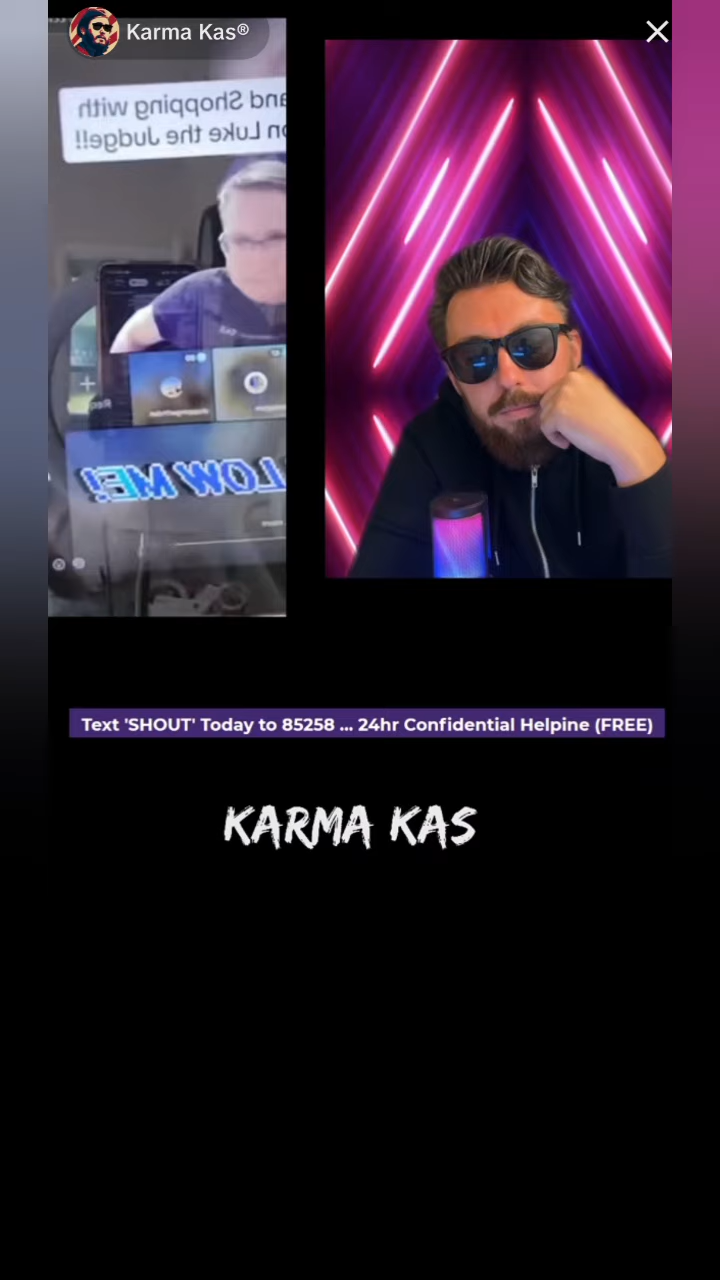 Karma Kas®
and Shopping with
on Luke the Judge!!
LOW ME!
Text 'SHOUT' Today to 85258 ... 24hr Confidential Helpine (FREE)
KARMA KAS